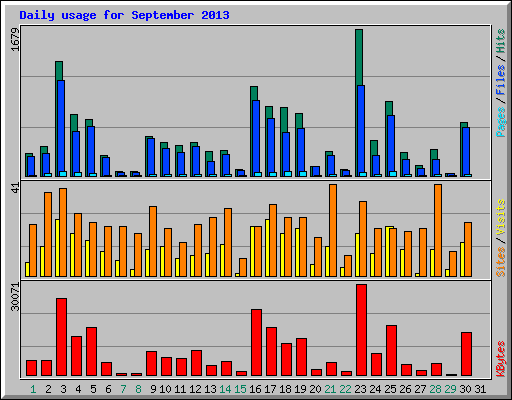 Daily usage for September 2013
1679
Pages / Files / Hits
41
Sites / Visits
30071
KBytes
1 2 3 4 5 6 7 8 9 10 11 12 13 14 15 16 17 18 19 20 21 22 23 24 25 26 27 28 29 30 31